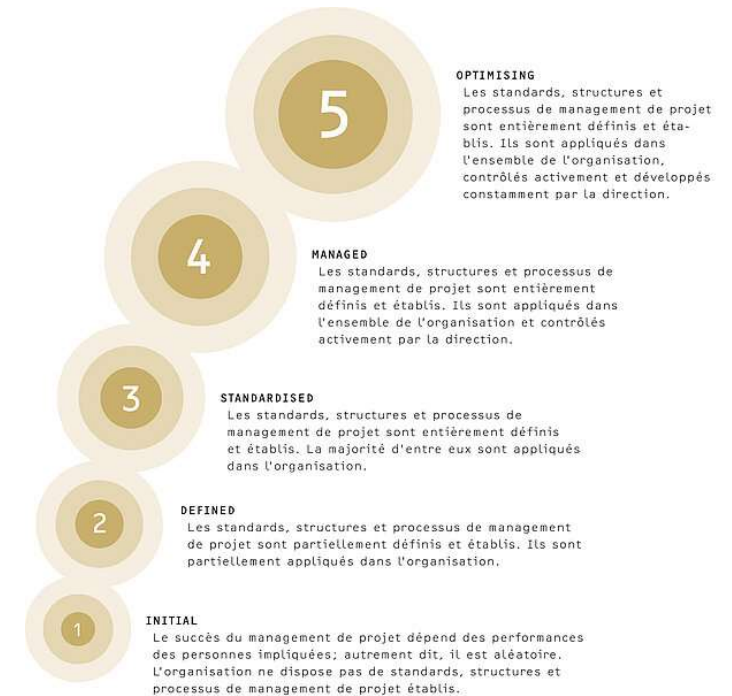 5
OPTIMISING
Les standards, structures et
processus de management de projet
sont entièrement définis et éta-
blis. Ils sont appliqués dans
l'ensemble de l'organisation,
contrôlés activement et développés
constamment par la direction.
4
MANAGED
Les standards, structures et processus de
management de projet sont entièrement
définis et établis. Ils sont appliqués dans
l'ensemble de l'organisation et contrôlés
activement par la direction.
3
STANDARDISED
Les standards, structures et processus de
management de projet sont entièrement définis
et établis. La majorité d'entre eux sont appliqués
dans l'organisation.
2
DEFINED
Les standards, structures et processus de management
de projet sont partiellement définis et établis. Ils sont
partiellement appliqués dans l'organisation.
1
INITIAL
Le succès du management de projet dépend des performances
des personnes impliquées; autrement dit, il est aléatoire.
L'organisation ne dispose pas de standards, structures et
processus de management de projet établis.